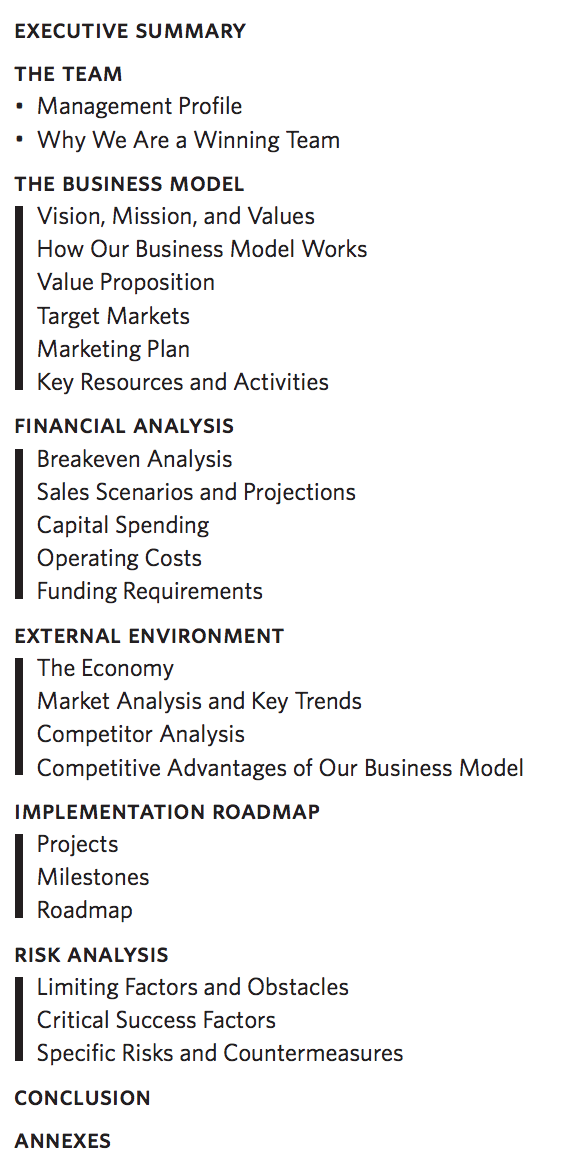 EXECUTIVE SUMMARY
THE TEAM
• Management Profile
• Why We Are a Winning Team
THE BUSINESS MODEL
Vision, Mission, and Values
How Our Business Model Works
Value Proposition
Target Markets
Marketing Plan
Key Resources and Activities
FINANCIAL ANALYSIS
Breakeven Analysis
Sales Scenarios and Projections
Capital Spending
Operating Costs
Funding Requirements
EXTERNAL ENVIRONMENT
The Economy
Market Analysis and Key Trends
Competitor Analysis
Competitive Advantages of Our Business Model
IMPLEMENTATION ROADMAP
Projects
Milestones
Roadmap
RISK ANALYSIS
Limiting Factors and Obstacles
Critical Success Factors
Specific Risks and Countermeasures
CONCLUSION
ANNEXES